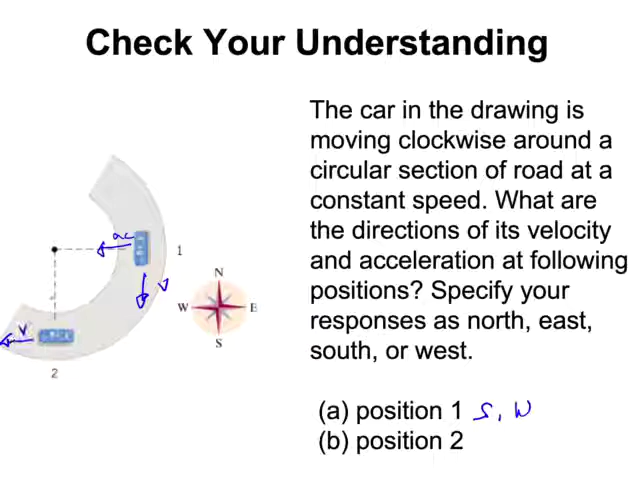 Check Your Understanding
The car in the drawing is
moving clockwise around a
circular section of road at a
constant speed. What are
the directions of its velocity
and acceleration at following
positions? Specify your
responses as north, east,
south, or west.
(a) position 1 S, W
(b) position 2
ac
1
V
N
W E
S
V
2